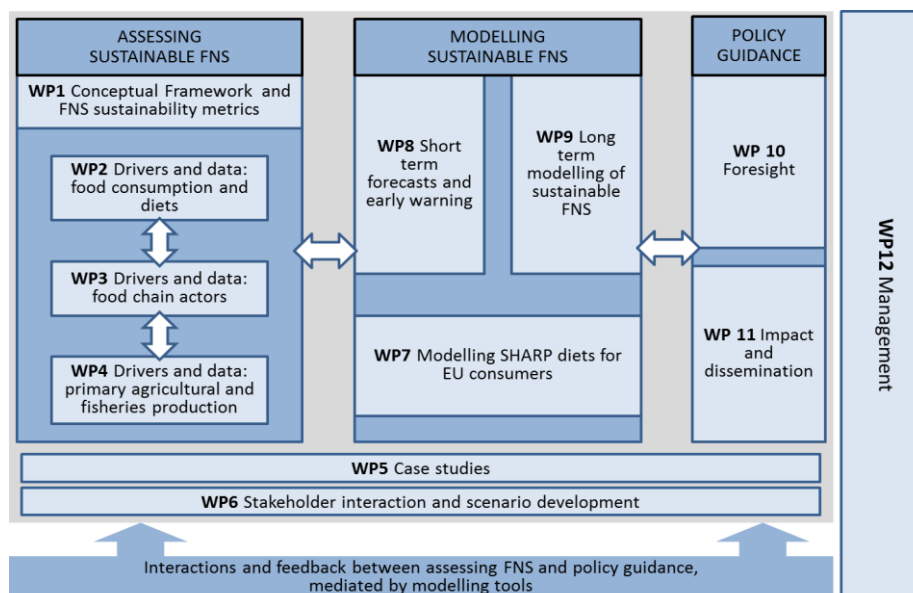 ASSESSING
SUSTAINABLE FNS
WP1 Conceptual Framework and
FNS sustainability metrics
WP2 Drivers and data:
food consumption and
diets
WP3 Drivers and data:
food chain actors
WP4 Drivers and data:
primary agricultural and
fisheries production
MODELLING
SUSTAINABLE FNS
WP8 Short
term
forecasts and
early warning
WP9 Long
term
modelling of
sustainable
FNS
WP7 Modelling SHARP diets for
EU consumers
POLICY
GUIDANCE
WP 10
Foresight
WP 11 Impact
and
dissemination
WP5 Case studies
WP6 Stakeholder interaction and scenario development
Interactions and feedback between assessing FNS and policy guidance,
mediated by modelling tools
WP12 Management